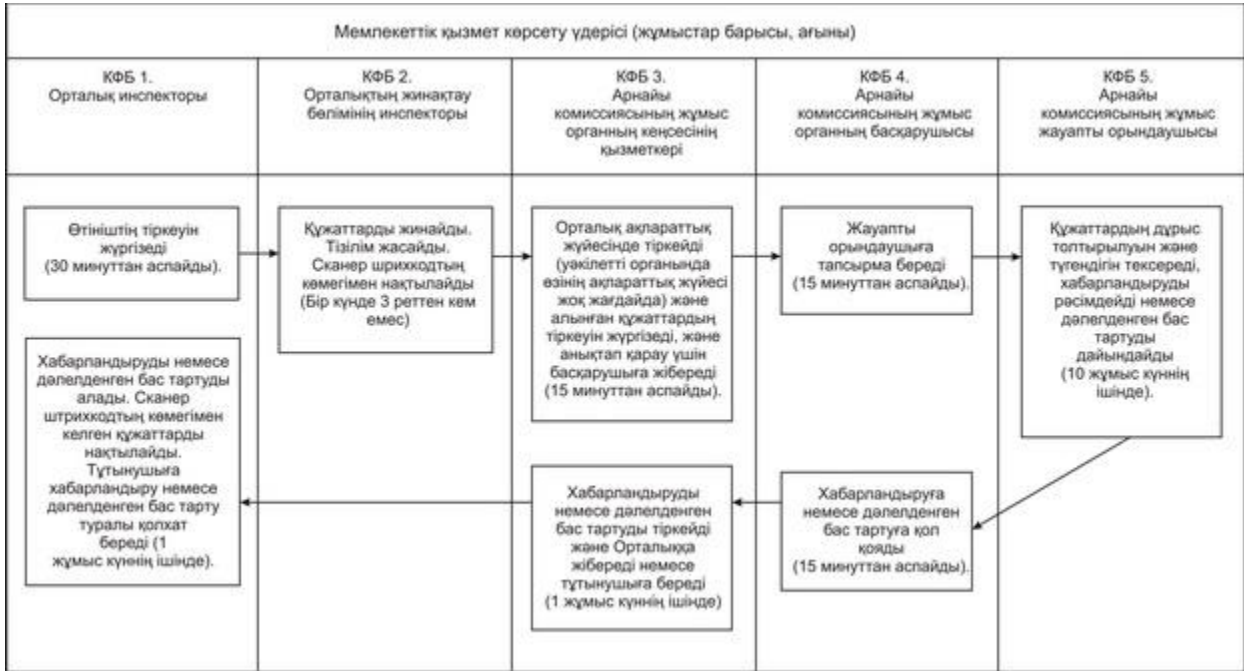 Мемлекеттік қызмет көрсету үдерісі (жұмыстар барысы, ағыны)
КФБ 1.
Орталық инспекторы
КФБ 2.
Орталықтың жинақтау
бөлімінің инспекторы
КФБ 3.
Арнайы
комиссиясының жұмыс
органның кеңсесінің
қызметкері
КФБ 4.
Арнайы
комиссиясының жұмыс
органның басқарушысы
КФБ 5.
Арнайы
комиссиясының жұмыс
жауапты орындаушысы
Өтініштің тіркеуін
жүргізеді
(30 минуттан аспайды).
Құжаттарды жинайды.
Тізілім жасайды.
Сканер шрихкодтың
көмегімен нақтылайды
(Бір күнде 3 реттен кем
емес)
Орталық ақпараттық
жүйесінде тіркейді
(уәкілетті органында
өзінің ақпараттық жүйесі
жоқ жағдайда) және
алынған құжаттардың
тіркеуін жүргізеді, және
анықтап қарау үшін
басқарушыға жібереді
(15 минуттан аспайды).
Жауапты
орындаушыға
тапсырма береді
(15 минуттан аспайды).
Құжаттардың дұрыс
толтырылуын және
түгендігін тексереді,
хабарландыруды
рәсімдейді немесе
дәлелденген бас
тартуды
дайындайды
(10 жұмыс күннің
ішінде).
Хабарландыруды немесе
дәлелденген бас тартуды
алады. Сканер
штрихкодтың көмегімен
келген құжаттарды
нақтылайды.
Тұтынушыға
хабарландыру немесе
дәлелденген бас тарту
туралы қолхат
береді (1
жұмыс күннің ішінде).
Хабарландыруды
немесе дәлелденген
бас тартуды тіркейді
және Орталыққа
жібереді немесе
тұтынушыға береді
(1 жұмыс күннің ішінде)
Хабарландыруға
немесе дәлелденген
бас тартуға қол
қояды
(15 минуттан аспайды).